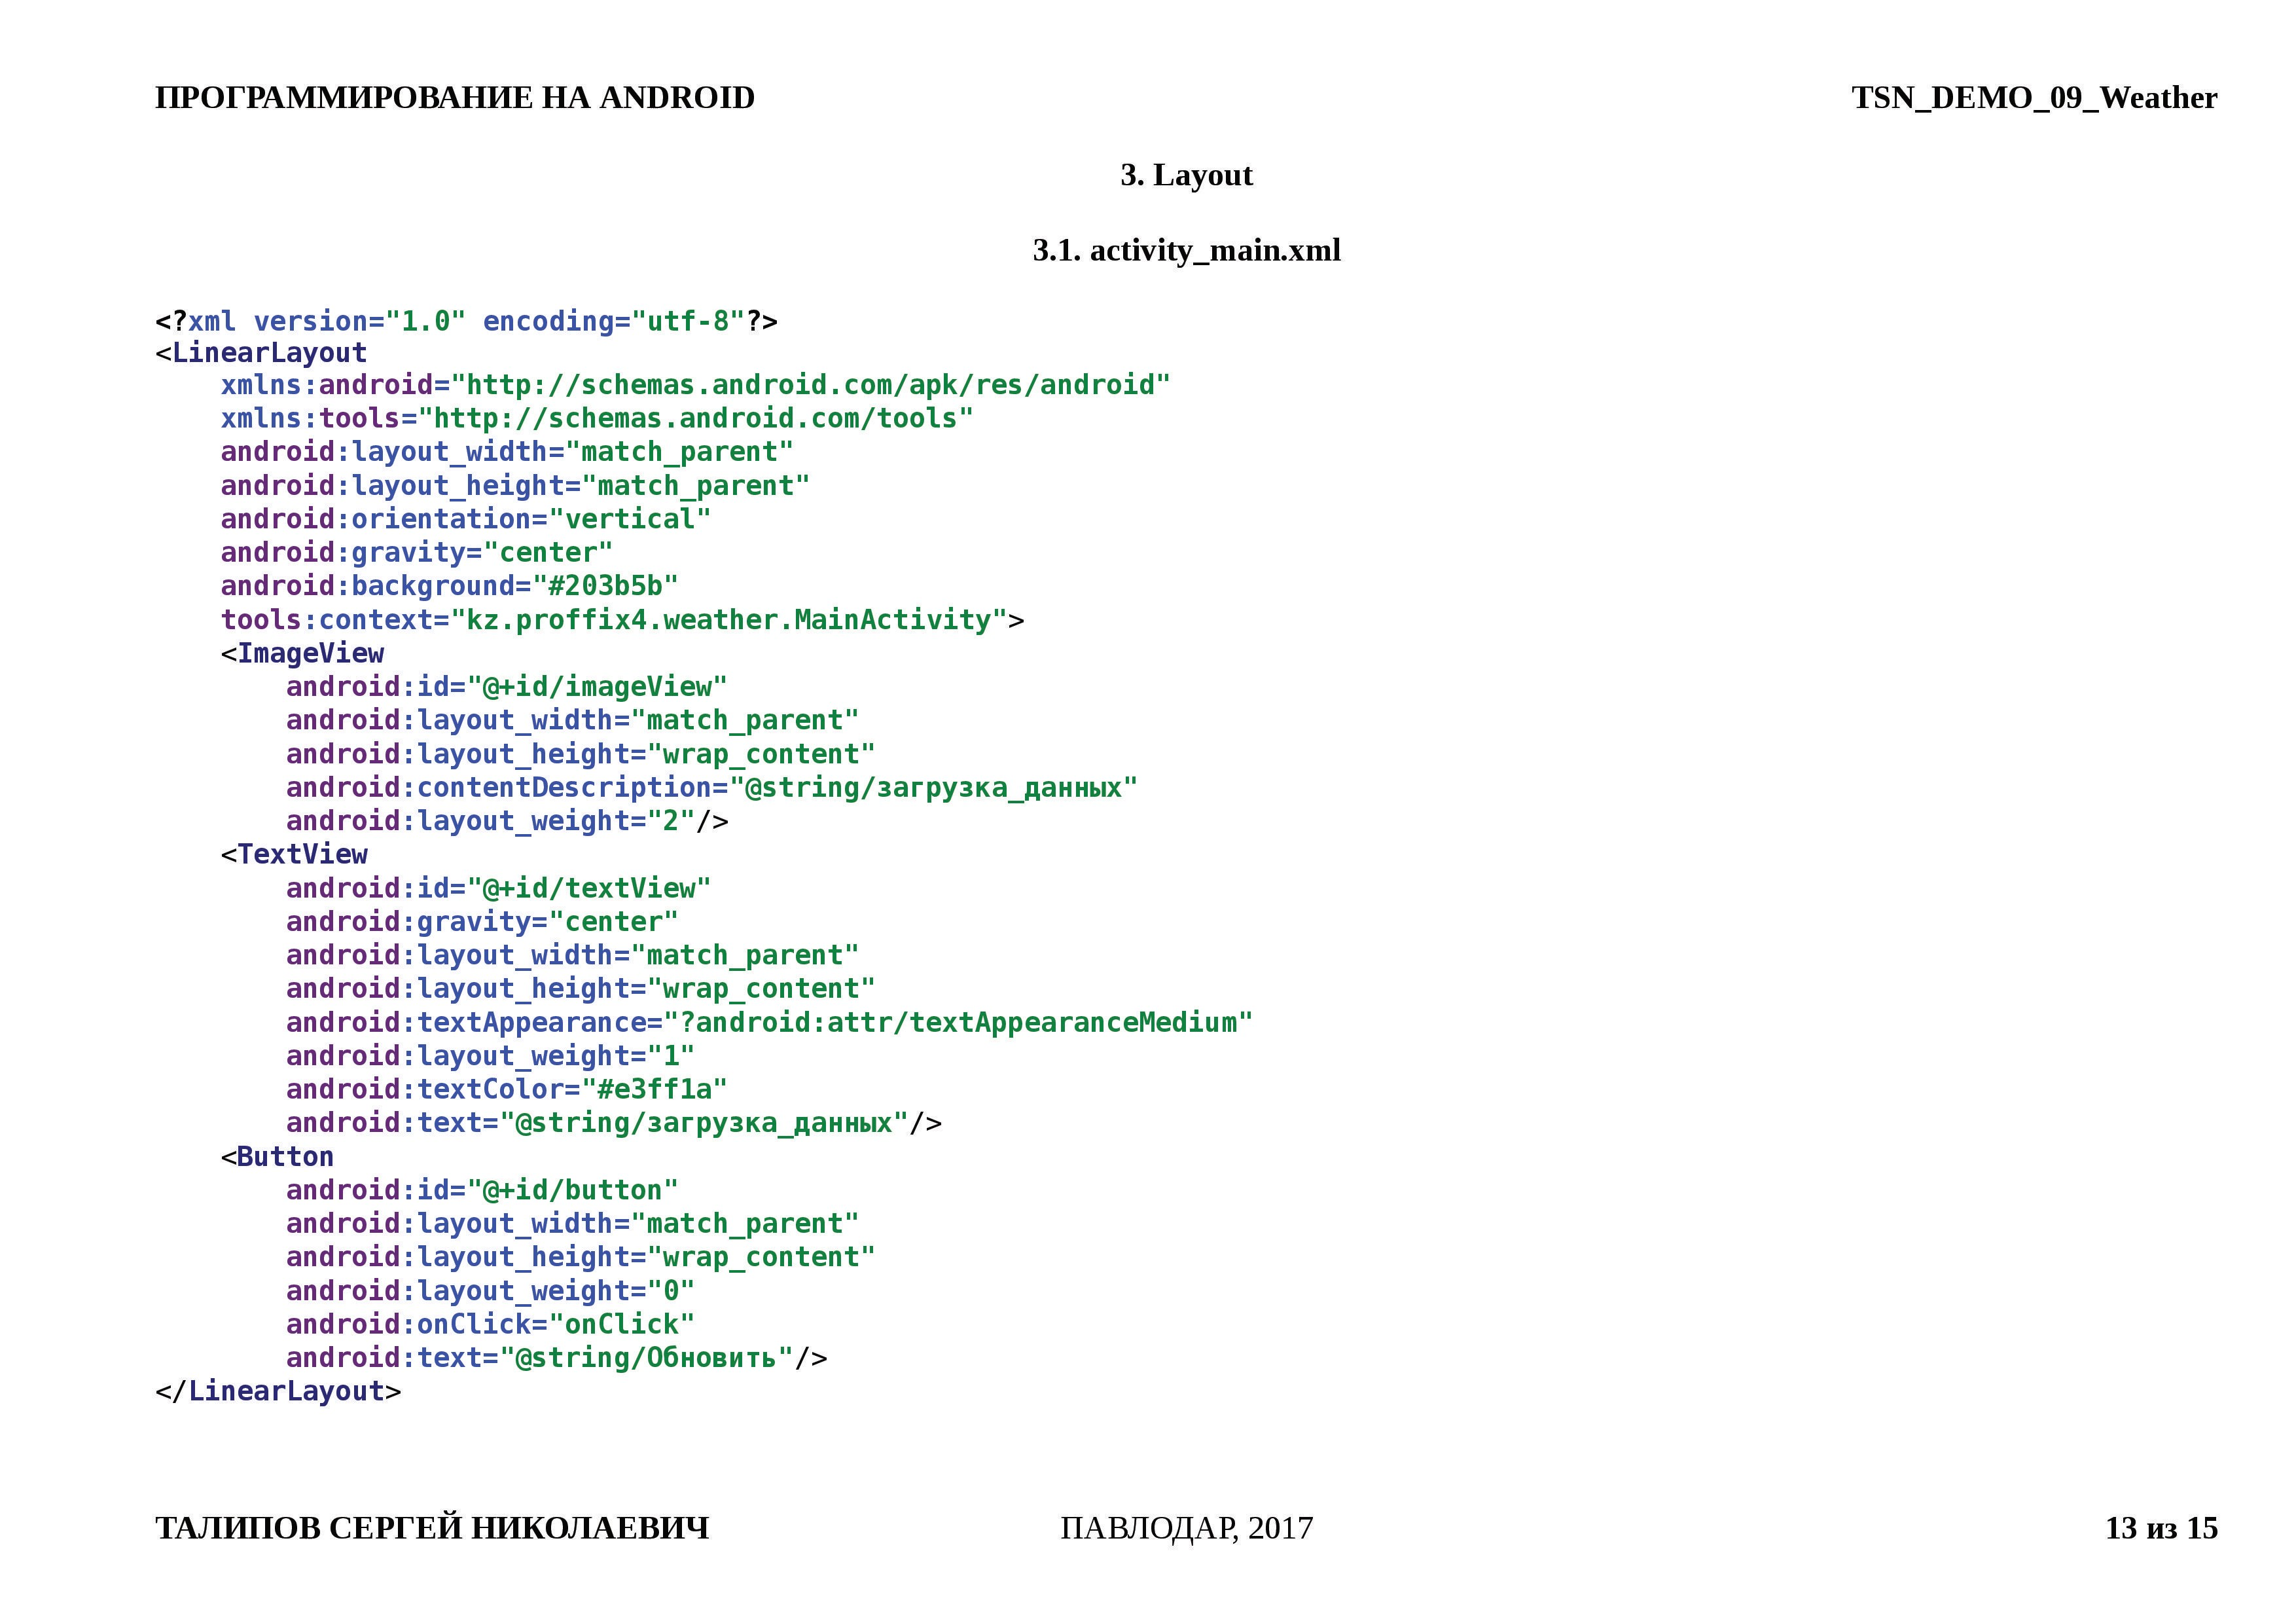 ПРОГРАММИРОВАНИЕ НА ANDROID TSN_DEMO_09_Weather
3. Layout
3.1. activity_main.xml
<?xml version="1.0" encoding="utf-8"?>
<LinearLayout
    xmlns:android="http://schemas.android.com/apk/res/android"
    xmlns:tools="http://schemas.android.com/tools"
    android:layout_width="match_parent"
    android:layout_height="match_parent"
    android:orientation="vertical"
    android:gravity="center"
    android:background="#203b5b"
    tools:context="kz.proffix4.weather.MainActivity">
    <ImageView
        android:id="@+id/imageView"
        android:layout_width="match_parent"
        android:layout_height="wrap_content"
        android:contentDescription="@string/загрузка_данных"
        android:layout_weight="2"/>
    <TextView
        android:id="@+id/textView"
        android:gravity="center"
        android:layout_width="match_parent"
        android:layout_height="wrap_content"
        android:textAppearance="?android:attr/textAppearanceMedium"
        android:layout_weight="1"
        android:textColor="#e3ff1a"
        android:text="@string/загрузка_данных"/>
    <Button
        android:id="@+id/button"
        android:layout_width="match_parent"
        android:layout_height="wrap_content"
        android:layout_weight="0"
        android:onClick="onClick"
        android:text="@string/Обновить"/>
</LinearLayout>
ТАЛИПОВ СЕРГЕЙ НИКОЛАЕВИЧ ПАВЛОДАР, 2017 13 из 15